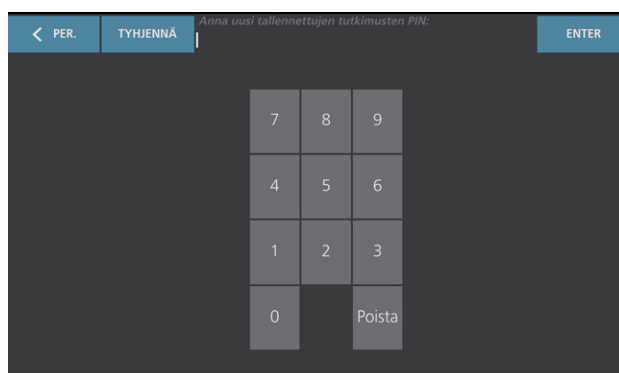 Anna uusi tallennettujen tutkimusten PIN:
PER.
TYHJENNÄ
ENTER
7 8 9
4 5 6
1 2 3
0 Poista